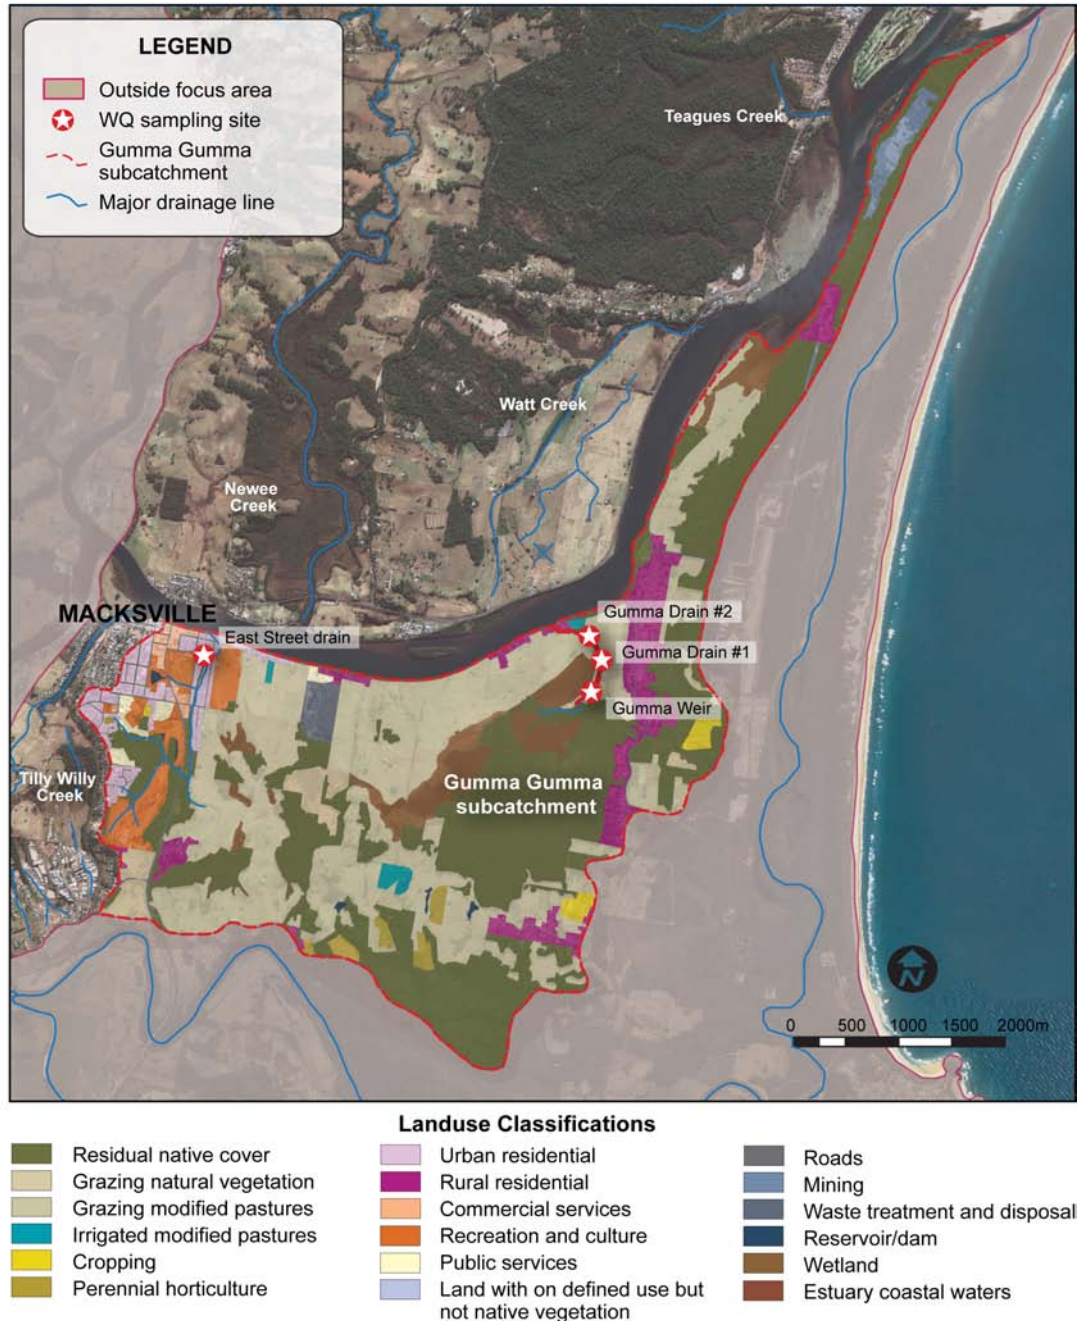 LEGEND
Outside focus area
WQ sampling site
Gumma Gumma
subcatchment
Major drainage line
Teagues Creek
Watt Creek
Newee
Creek
MACKSVILLE
East Street drain
Gumma Drain #2
Gumma Drain #1
Gumma Weir
Tilly Willy
Creek
Gumma Gumma
subcatchment
N
0 500 1000 1500 2000m
Landuse Classifications
Residual native cover
Grazing natural vegetation
Grazing modified pastures
Irrigated modified pastures
Cropping
Perennial horticulture
Urban residential
Rural residential
Commercial services
Recreation and culture
Public services
Land with on defined use but
not native vegetation
Roads
Mining
Waste treatment and disposal
Reservoir/dam
Wetland
Estuary coastal waters